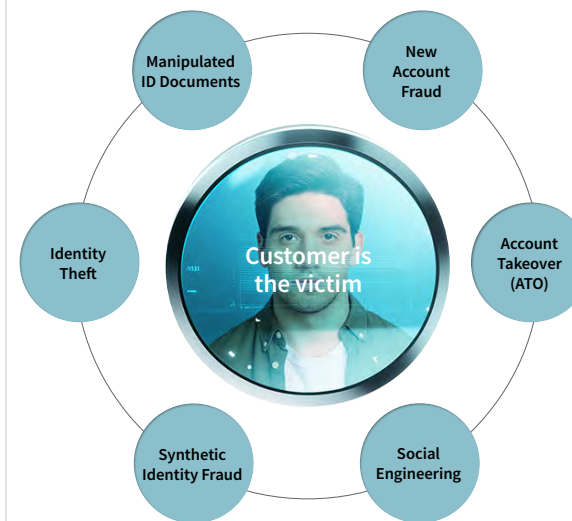 Manipulated
ID Documents
New
Account
Fraud
Identity
Theft
Customer is
the victim
Account
Takeover
(ATO)
Synthetic
Identity Fraud
Social
Engineering